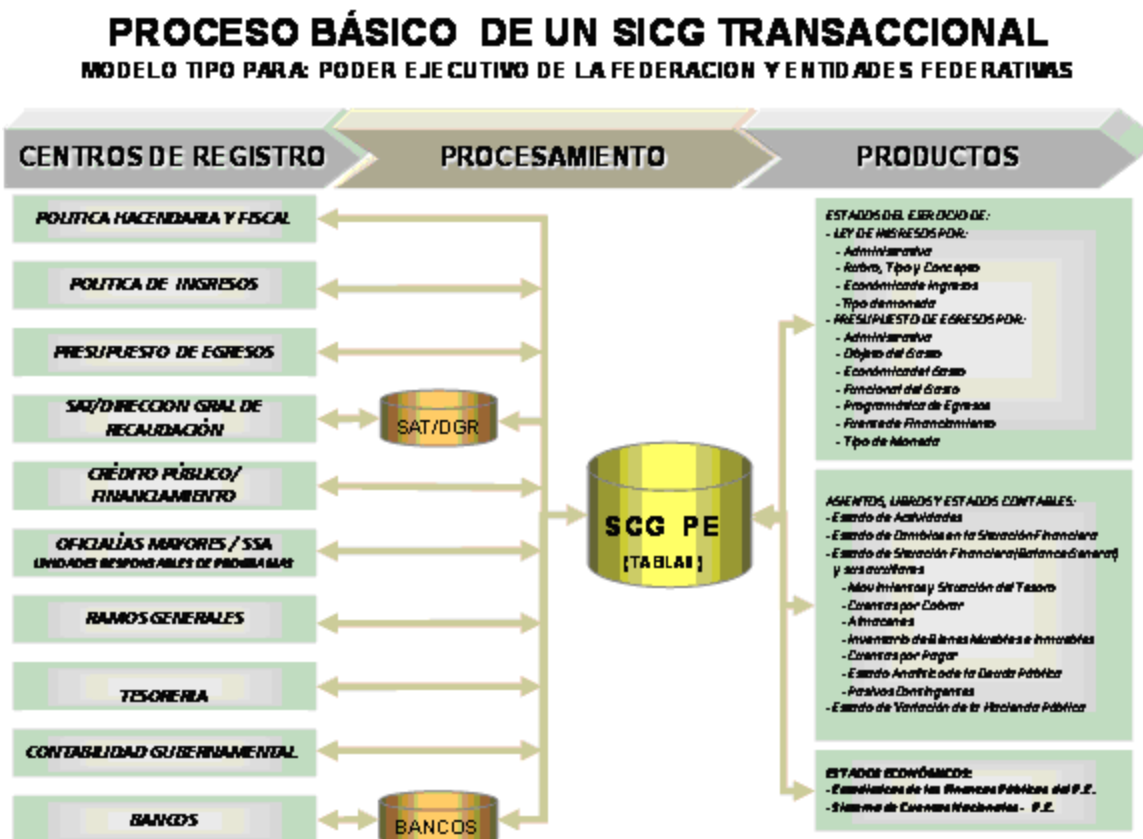 PROCESO BÁSICO DE UN SICG TRANSACCIONAL
MODELO TIPO PARA: PODER EJECUTIVO DE LA FEDERACION Y ENTIDADES FEDERATIVAS
CENTROS DE REGISTRO
PROCESAMIENTO
PRODUCTOS
POLITICA HACENDARIA Y FISCAL
POLITICA DE INGRESOS
PRESUPUESTO DE EGRESOS
SAT/DIRECCION GRAL DE
RECAUDACIÓN
CRÉDITO PÚBLICO/
FINANCIAMIENTO
OFICIALÍAS MAYORES / SSA
UNIDADES RESPONSABLES DE PROGRAMAS
RAMOS GENERALES
TESORERIA
CONTABILIDAD GUBERNAMENTAL
BANCOS
SAT/DGR
BANCOS
SCG PE
(TABLAS)
ESTADOS DEL EJERCICIO DE:
- LEY DE INGRESOS POR:
- Administrativa
- Rubro, Tipo y Concepto
- Económica de Ingresos
- Tipo de moneda
- PRESUPUESTO DE EGRESOS POR:
- Administrativa
- Objeto del Gasto
- Económica del Gasto
- Funcional del Gasto
- Programática de Egresos
- Fuente de Financiamiento
- Tipo de Moneda
ASIENTOS, LIBROS Y ESTADOS CONTABLES:
- Estado de Actividades
- Estado de Cambios en la Situación Financiera
- Estado de Situación Financiera (Balance General)
y sus auxiliares
- Movimientos y Situación del Tesoro
- Cuentas por Cobrar
- Almacenes
- Inventario de Bienes Muebles e Inmuebles
- Cuentas por Pagar
- Estado Analítico de la Deuda Pública
- Pasivos Contingentes
- Estado de Variación de la Hacienda Pública
ESTADOS ECONÓMICOS:
- Estadísticas de las Finanzas Públicas del P.E.
- Sistema de Cuentas Nacionales - P.E.